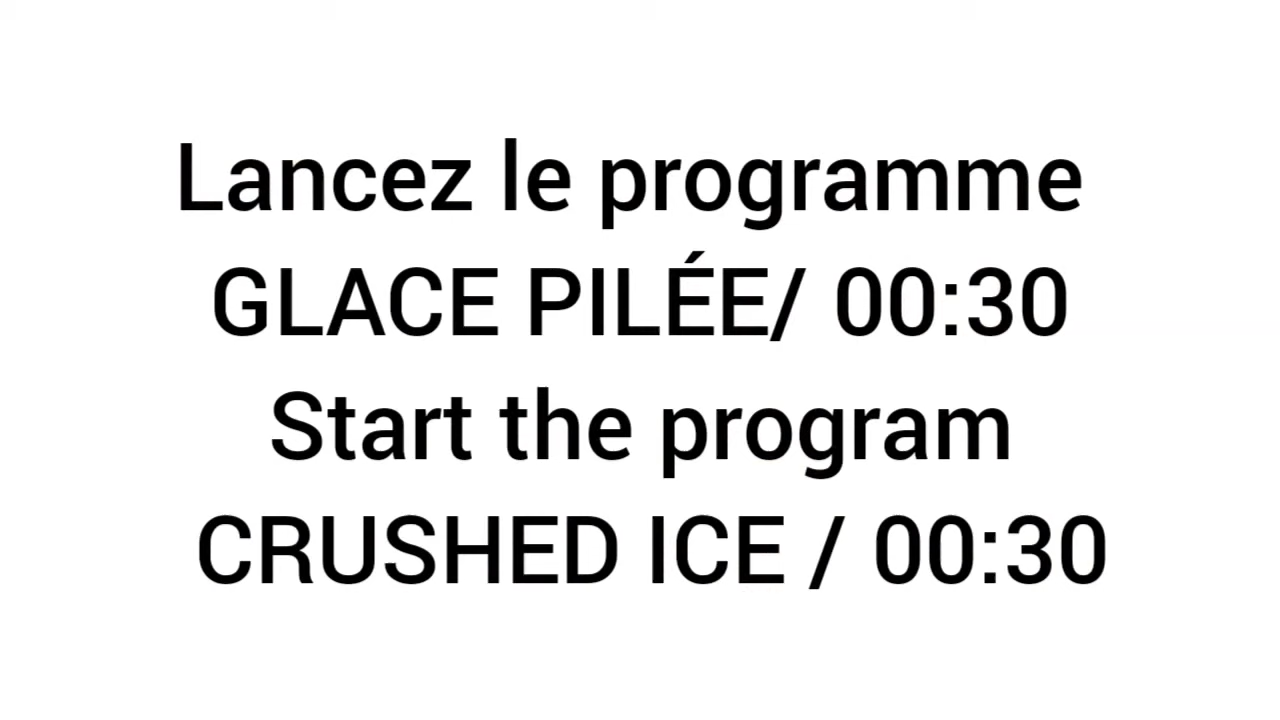 Lancez le programme
GLACE PILÉE/ 00:30
Start the program
CRUSHED ICE / 00:30